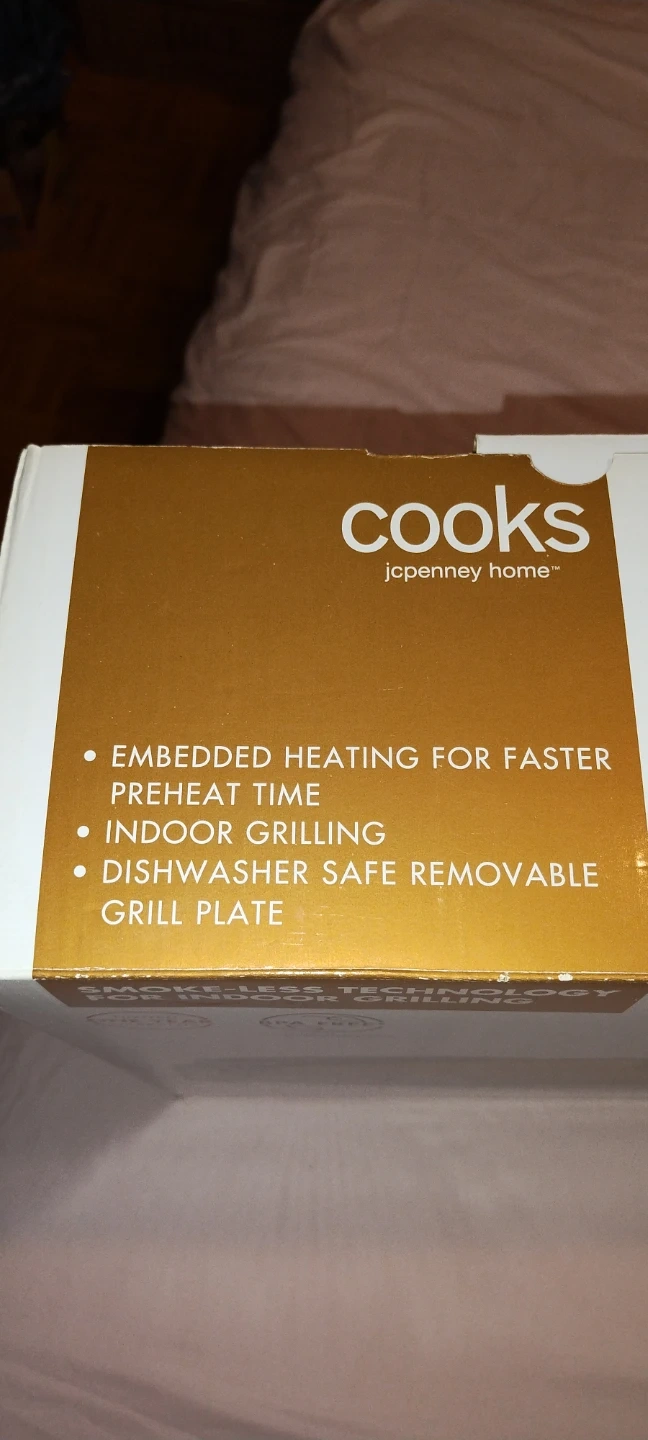 cooks
jcpenney home™
• EMBEDDED HEATING FOR FASTER
PREHEAT TIME
• INDOOR GRILLING
• DISHWASHER SAFE REMOVABLE
GRILL PLATE
SMOKE-LESS TECHNOLOGY
FOR INDOOR GRILLING